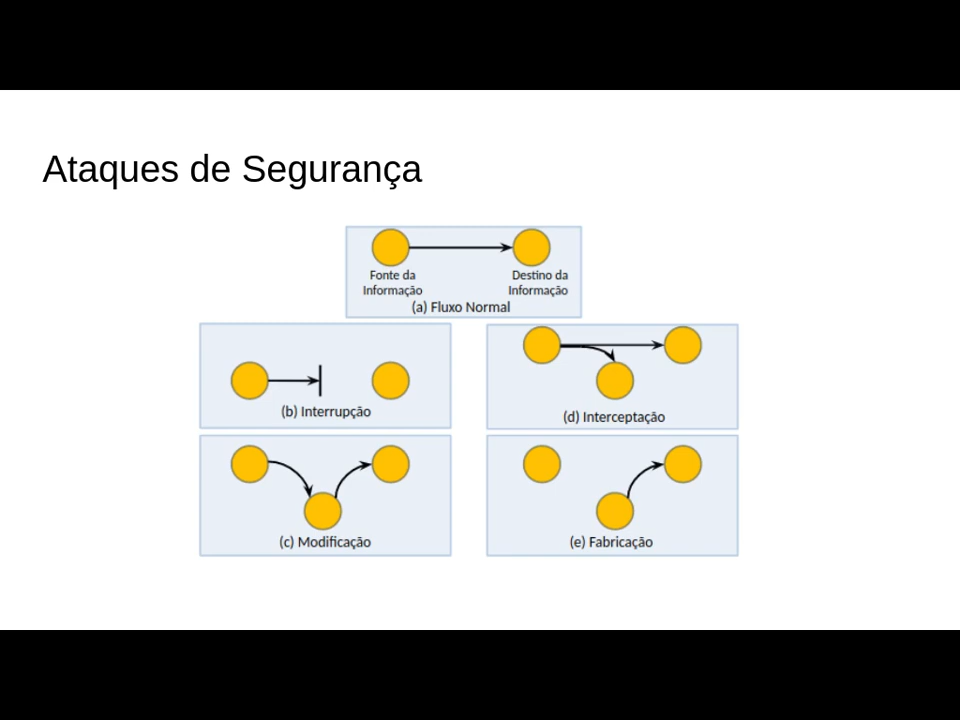 Ataques de Segurança
Fonte da
Informação
Destino da
Informação
(a) Fluxo Normal
(b) Interrupção
(d) Interceptação
(c) Modificação
(e) Fabricação